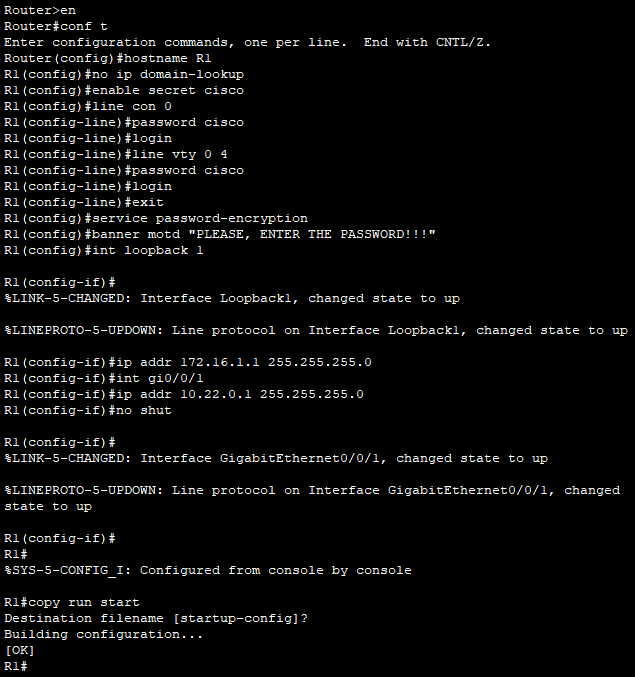 Router>en
Router#conf t
Enter configuration commands, one per line.  End with CNTL/Z.
Router(config)#hostname R1
R1(config)#no ip domain-lookup
R1(config)#enable secret cisco
R1(config)#line con 0
R1(config-line)#password cisco
R1(config-line)#login
R1(config-line)#line vty 0 4
R1(config-line)#password cisco
R1(config-line)#login
R1(config-line)#exit
R1(config)#service password-encryption
R1(config)#banner motd "PLEASE, ENTER THE PASSWORD!!!"
R1(config)#int loopback 1
R1(config-if)#
%LINK-5-CHANGED: Interface Loopback1, changed state to up
%LINEPROTO-5-UPDOWN: Line protocol on Interface Loopback1, changed state to up
R1(config-if)#ip addr 172.16.1.1 255.255.255.0
R1(config-if)#int gi0/0/1
R1(config-if)#ip addr 10.22.0.1 255.255.255.0
R1(config-if)#no shut
R1(config-if)#
%LINK-5-CHANGED: Interface GigabitEthernet0/0/1, changed state to up
%LINEPROTO-5-UPDOWN: Line protocol on Interface GigabitEthernet0/0/1, changed
state to up
R1(config-if)#
R1#
%SYS-5-CONFIG_I: Configured from console by console
R1#copy run start
Destination filename [startup-config]?
Building configuration...
[OK]
R1#